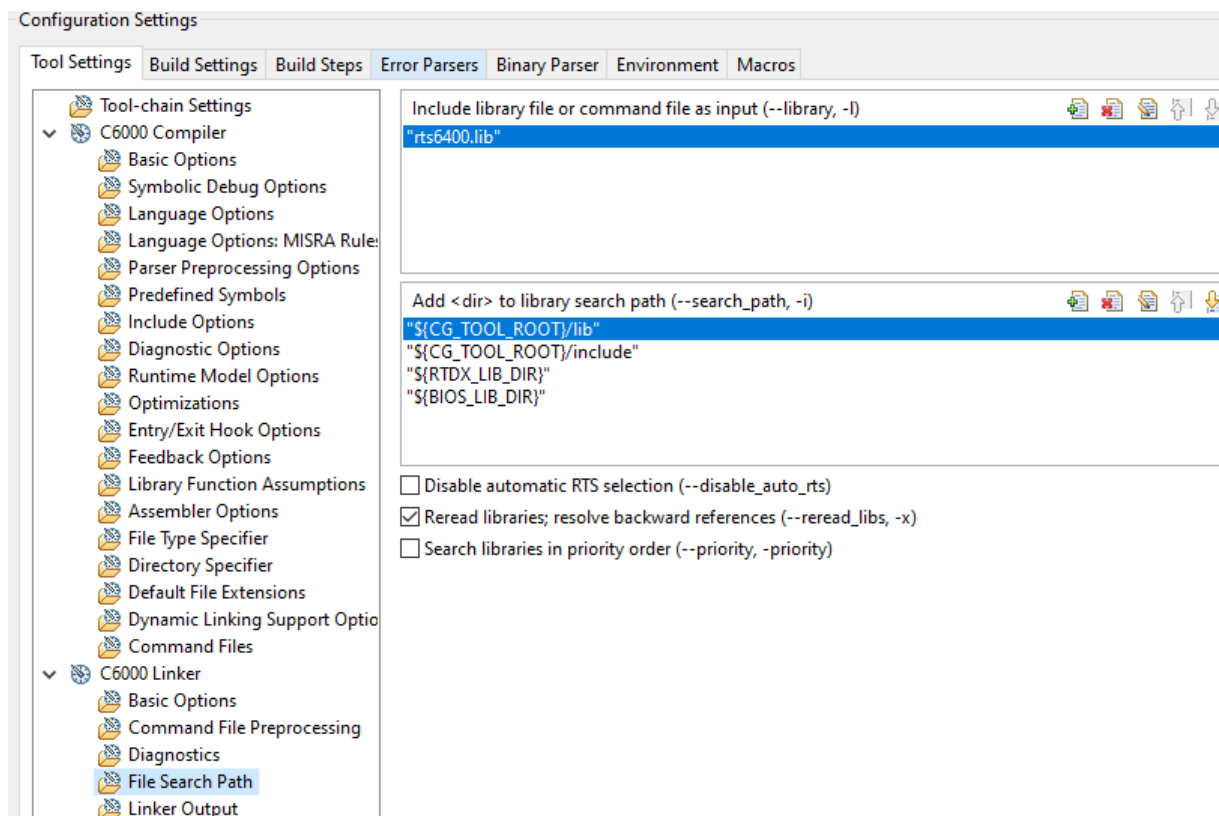 Configuration Settings
Tool Settings Build Settings Build Steps Error Parsers Binary Parser Environment Macros
Tool-chain Settings
C6000 Compiler
Basic Options
Symbolic Debug Options
Language Options
Language Options: MISRA Rule:
Parser Preprocessing Options
Predefined Symbols
Include Options
Diagnostic Options
Runtime Model Options
Optimizations
Entry/Exit Hook Options
Feedback Options
Library Function Assumptions
Assembler Options
File Type Specifier
Directory Specifier
Default File Extensions
Dynamic Linking Support Optio
Command Files
C6000 Linker
Basic Options
Command File Preprocessing
Diagnostics
File Search Path
Linker Output
Include library file or command file as input (--library, -l)
"rts6400.lib"
Add <dir> to library search path (--search_path, -i)
"${CG_TOOL_ROOT}/lib"
"${CG_TOOL_ROOT}/include"
"${RTDX_LIB_DIR}"
"${BIOS_LIB_DIR}"
Disable automatic RTS selection (--disable_auto_rts)
Reread libraries; resolve backward references (--reread_libs, -x)
Search libraries in priority order (--priority, -priority)